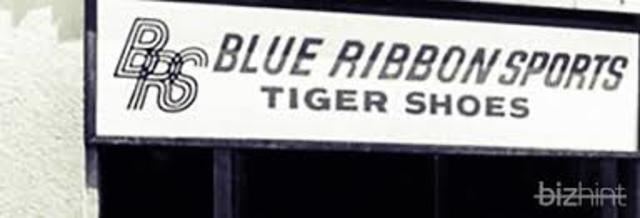 BRS BLUE RIBBON SPORTS
TIGER SHOES
bizhint